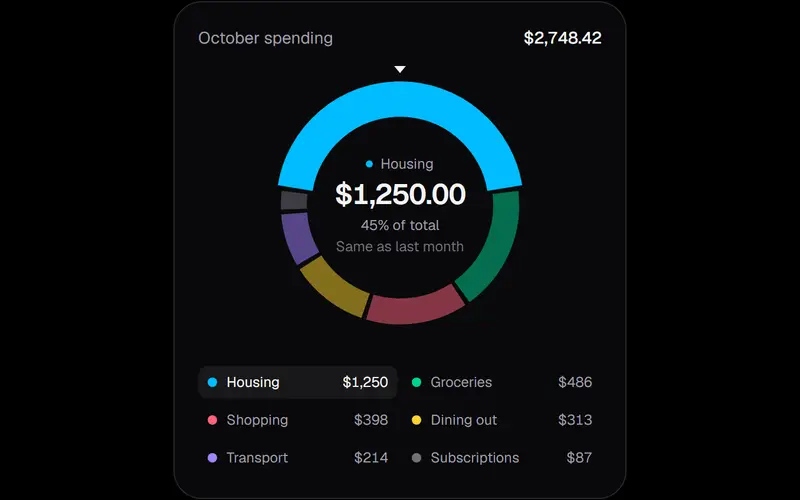 October spending
$2,748.42
Housing
$1,250.00
45% of total
Same as last month
Housing $1,250
Groceries $486
Shopping $398
Dining out $313
Transport $214
Subscriptions $87